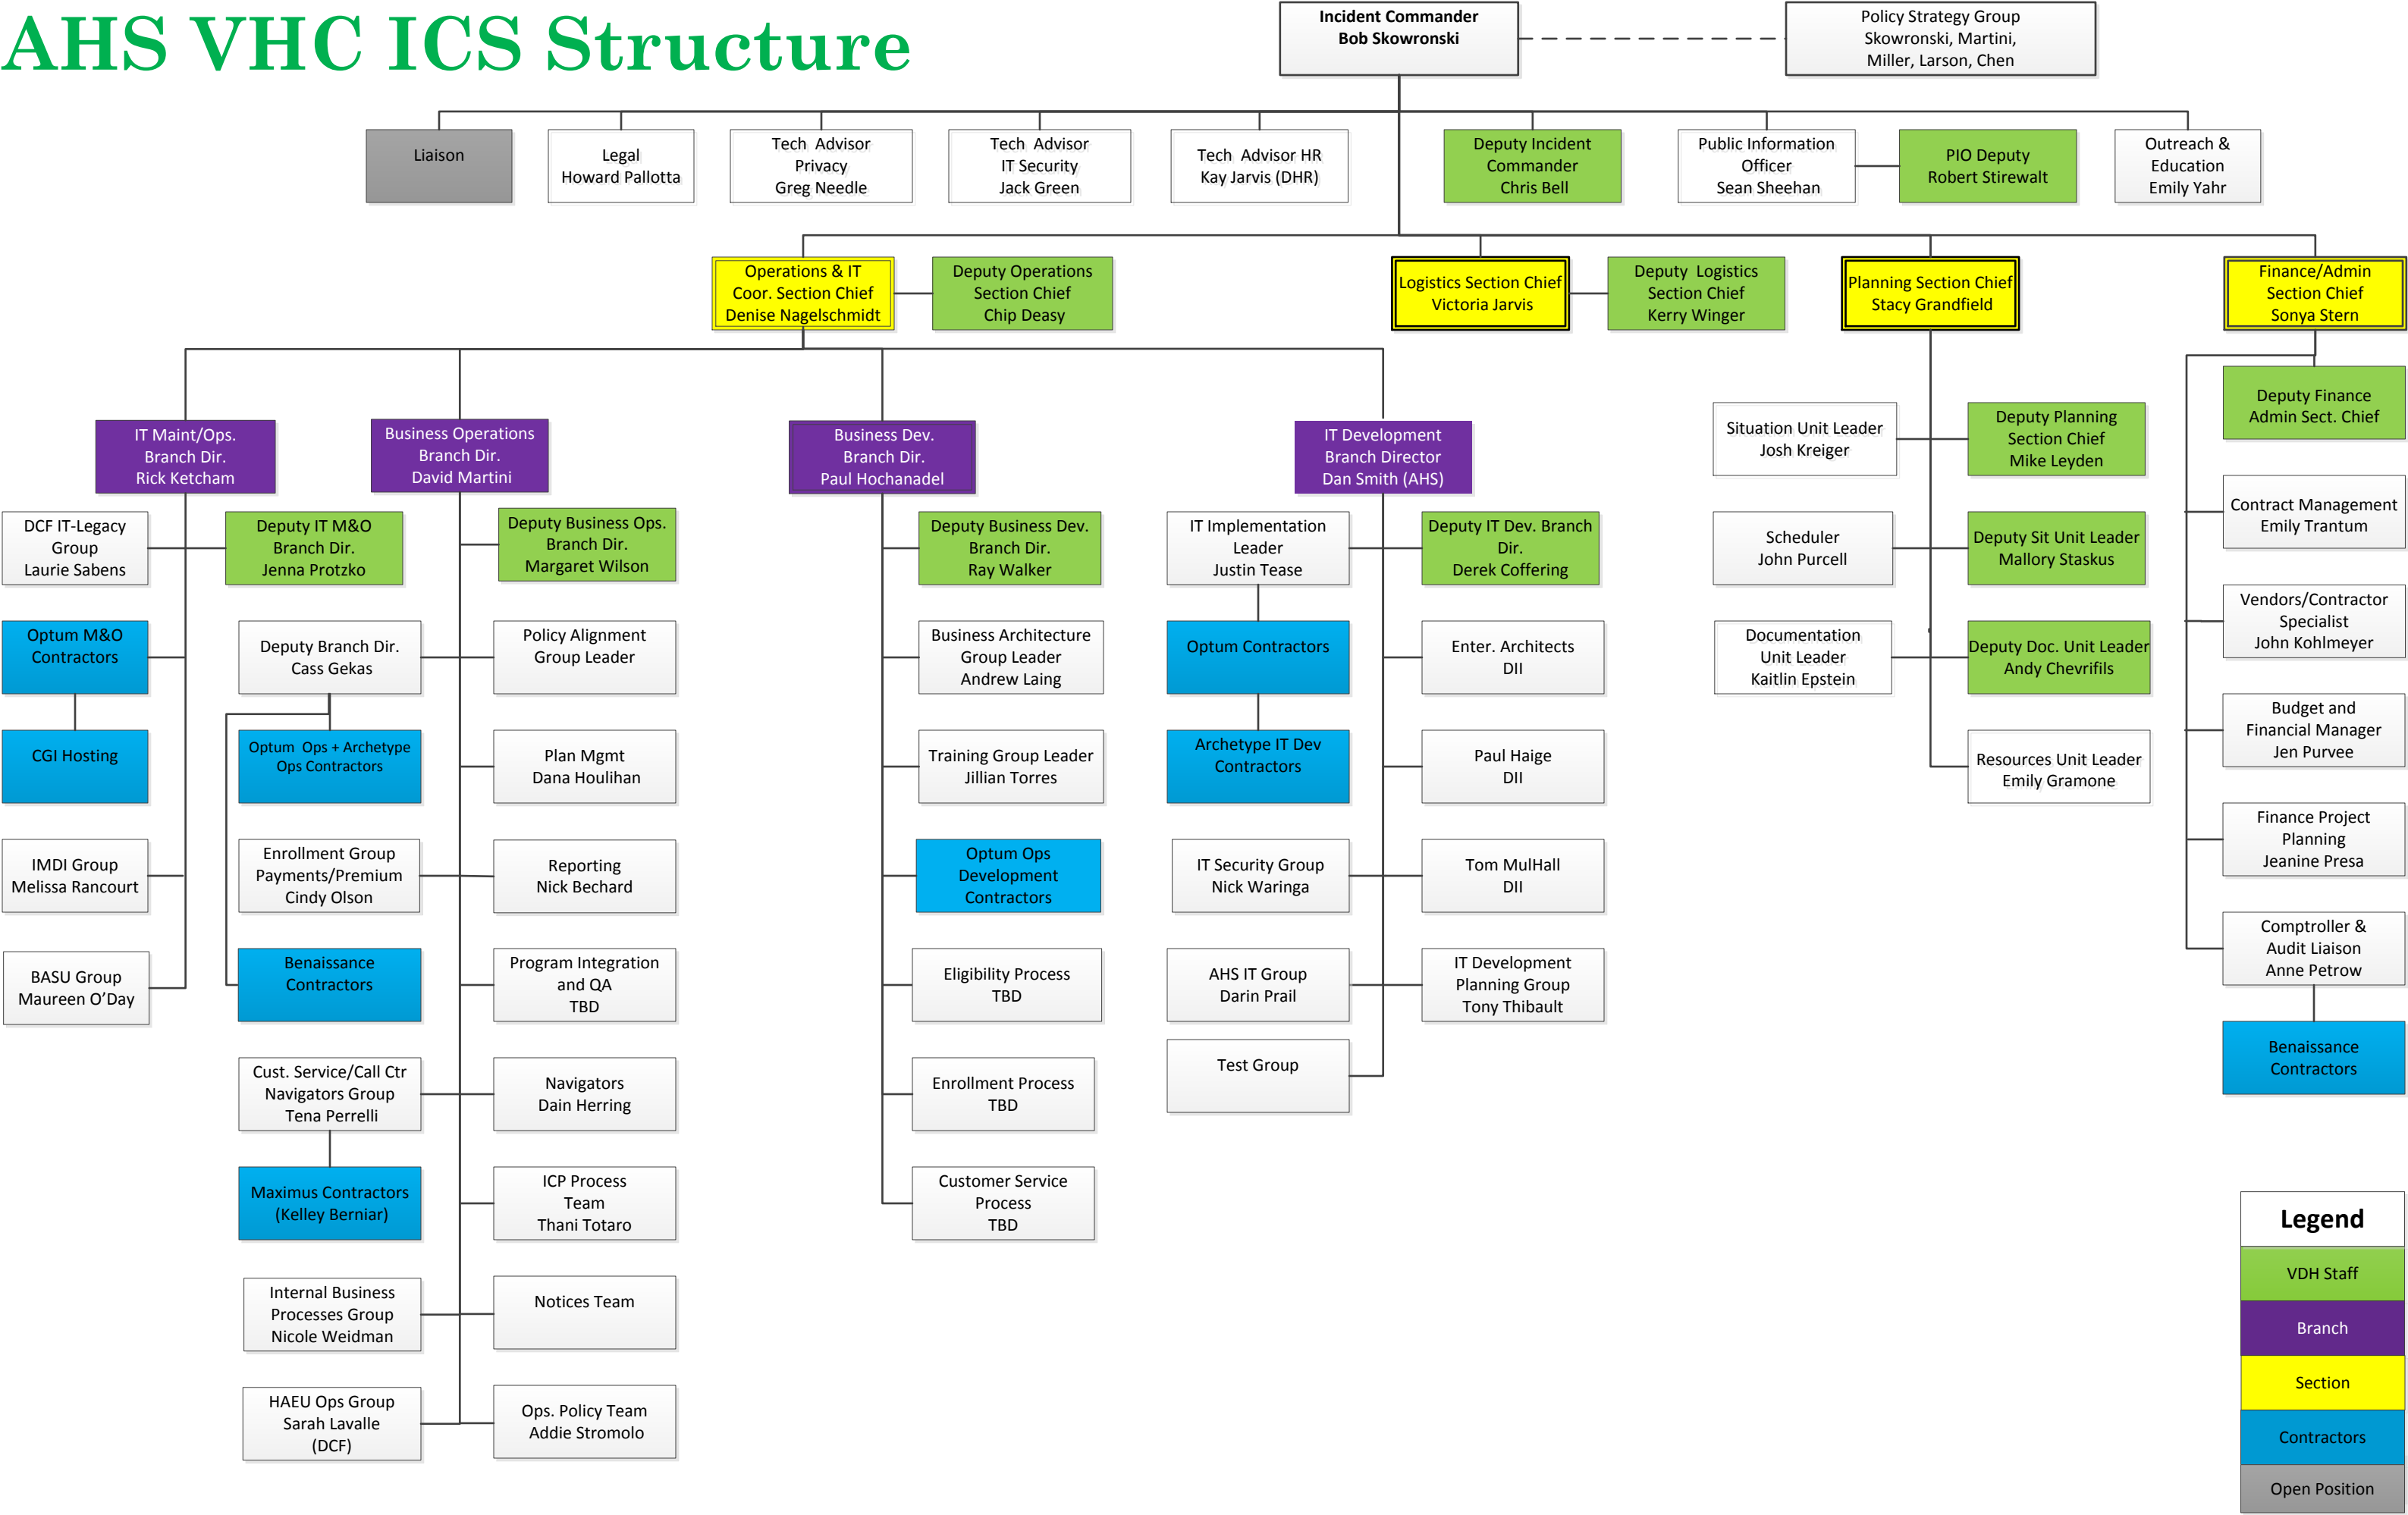 AHS VHC ICS Structure
Incident Commander
Bob Skowronski
Policy Strategy Group
Skowronski, Martini,
Miller, Larson, Chen
Liaison
Legal
Howard Pallotta
Tech Advisor
Privacy
Greg Needle
Tech Advisor
IT Security
Jack Green
Tech Advisor HR
Kay Jarvis (DHR)
Deputy Incident
Commander
Chris Bell
Public Information
Officer
Sean Sheehan
PIO Deputy
Robert Stirewalt
Outreach &
Education
Emily Yahr
Operations & IT
Coor. Section Chief
Denise Nagelschmidt
Deputy Operations
Section Chief
Chip Deasy
Logistics Section Chief
Victoria Jarvis
Deputy Logistics
Section Chief
Kerry Winger
Planning Section Chief
Stacy Grandfield
Finance/Admin
Section Chief
Sonya Stern
IT Maint/Ops.
Branch Dir.
Rick Ketcham
Business Operations
Branch Dir.
David Martini
Business Dev.
Branch Dir.
Paul Hochanadel
IT Development
Branch Director
Dan Smith (AHS)
DCF IT-Legacy
Group
Laurie Sabens
Deputy IT M&O
Branch Dir.
Jenna Protzko
Optum M&O
Contractors
CGI Hosting
IMDI Group
Melissa Rancourt
BASU Group
Maureen O’Day
Deputy Business Ops.
Branch Dir.
Margaret Wilson
Deputy Branch Dir.
Cass Gekas
Policy Alignment
Group Leader
Optum Ops + Archetype
Ops Contractors
Plan Mgmt
Dana Houlihan
Enrollment Group
Payments/Premium
Cindy Olson
Reporting
Nick Bechard
Benaissance
Contractors
Program Integration
and QA
TBD
Cust. Service/Call Ctr
Navigators Group
Tena Perrelli
Navigators
Dain Herring
Maximus Contractors
(Kelley Berniar)
ICP Process
Team
Thani Totaro
Internal Business
Processes Group
Nicole Weidman
Notices Team
HAEU Ops Group
Sarah Lavalle
(DCF)
Ops. Policy Team
Addie Stromolo
Deputy Business Dev.
Branch Dir.
Ray Walker
Business Architecture
Group Leader
Andrew Laing
Training Group Leader
Jillian Torres
Optum Ops
Development
Contractors
Eligibility Process
TBD
Enrollment Process
TBD
Customer Service
Process
TBD
IT Implementation
Leader
Justin Tease
Deputy IT Dev. Branch
Dir.
Derek Coffering
Optum Contractors
Enter. Architects
DII
Archetype IT Dev
Contractors
Paul Haige
DII
IT Security Group
Nick Waringa
Tom MulHall
DII
AHS IT Group
Darin Prail
IT Development
Planning Group
Tony Thibault
Test Group
Situation Unit Leader
Josh Kreiger
Deputy Planning
Section Chief
Mike Leyden
Scheduler
John Purcell
Deputy Sit Unit Leader
Mallory Staskus
Documentation
Unit Leader
Kaitlin Epstein
Deputy Doc. Unit Leader
Andy Chevrifils
Resources Unit Leader
Emily Gramone
Deputy Finance
Admin Sect. Chief
Contract Management
Emily Trantum
Vendors/Contractor
Specialist
John Kohlmeyer
Budget and
Financial Manager
Jen Purvee
Finance Project
Planning
Jeanine Presa
Comptroller &
Audit Liaison
Anne Petrow
Benaissance
Contractors
Legend
VDH Staff
Branch
Section
Contractors
Open Position